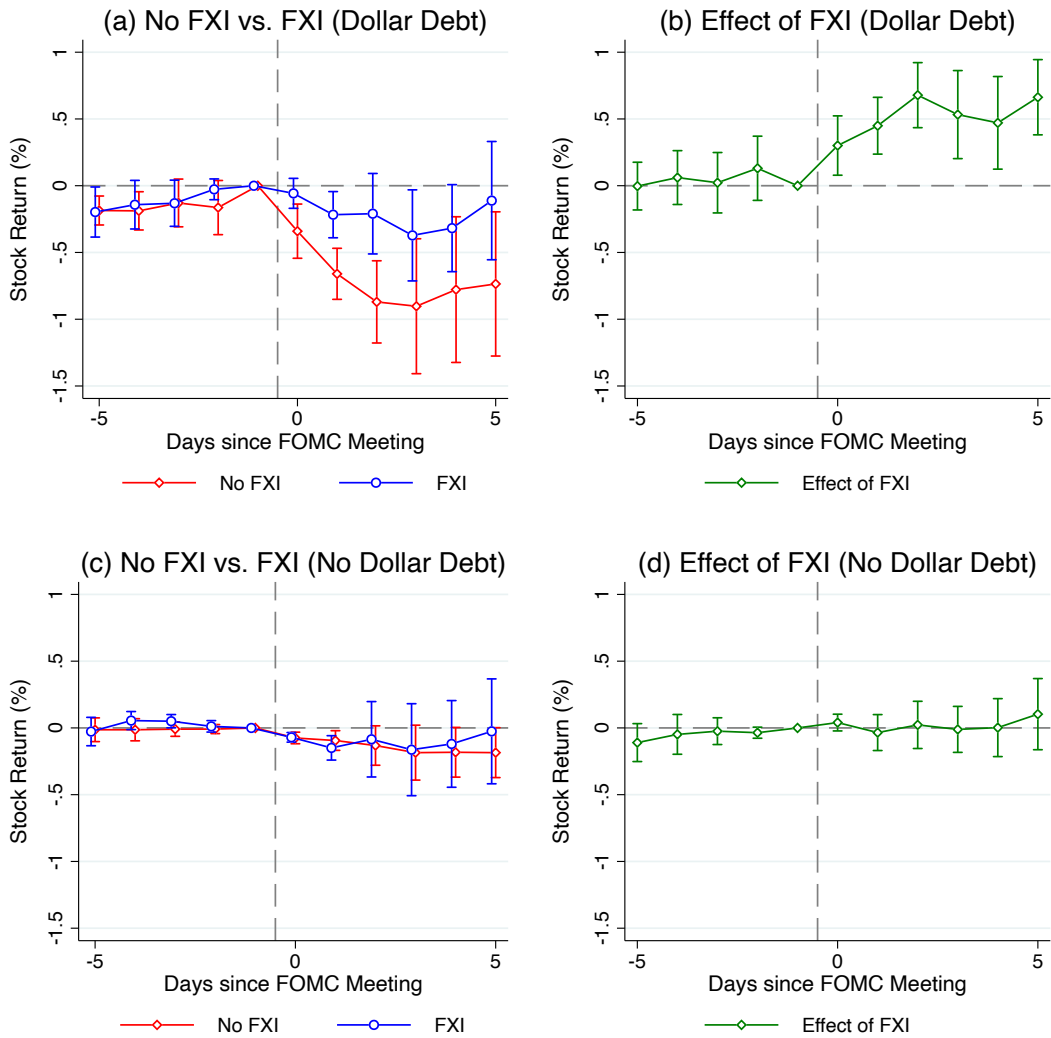 (a) No FXI vs. FXI (Dollar Debt)
Stock Return (%)
1
.5
0
-.5
-1
-1.5
-5
0
5
Days since FOMC Meeting
No FXI
FXI
(b) Effect of FXI (Dollar Debt)
Stock Return (%)
1
.5
0
-.5
-1
-1.5
-5
0
5
Days since FOMC Meeting
Effect of FXI
(c) No FXI vs. FXI (No Dollar Debt)
Stock Return (%)
1
.5
0
-.5
-1
-1.5
-5
0
5
Days since FOMC Meeting
No FXI
FXI
(d) Effect of FXI (No Dollar Debt)
Stock Return (%)
1
.5
0
-.5
-1
-1.5
-5
0
5
Days since FOMC Meeting
Effect of FXI